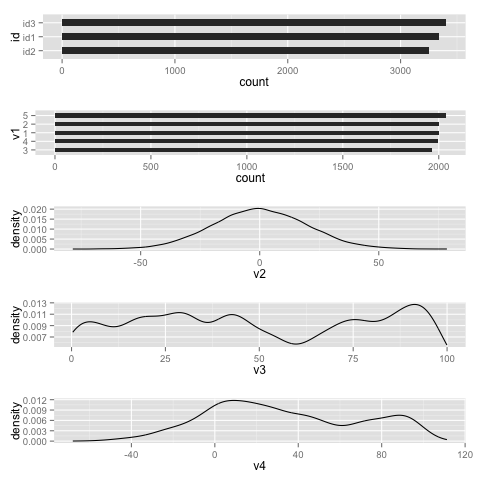 id
id3
id1
id2
0 1000 2000 3000
count
v1
5
2
1
4
3
0 500 1000 1500 2000
count
density
0.020
0.015
0.010
0.005
0.000
-50 0 50
v2
density
0.013
0.011
0.009
0.007
0 25 50 75 100
v3
density
0.012
0.009
0.006
0.003
0.000
-40 0 40 80 120
v4